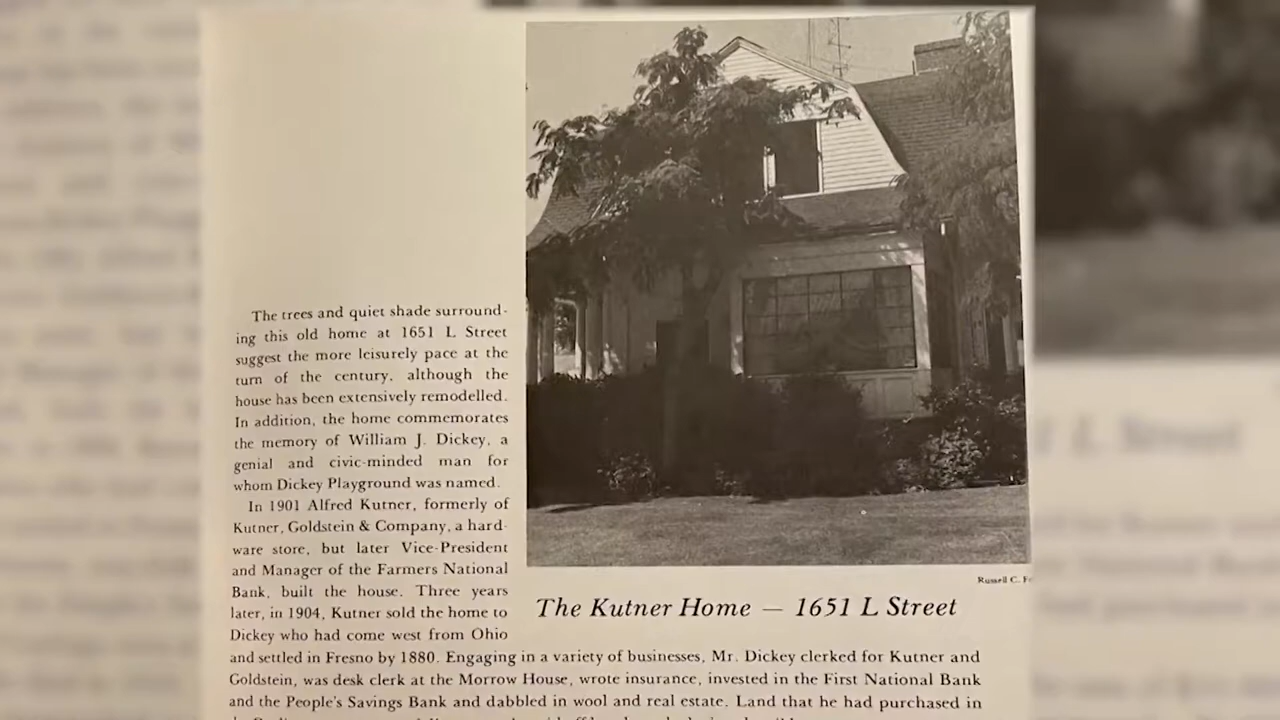 The trees and quiet shade surround-
ing this old home at 1651 L Street
suggest the more leisurely pace at the
turn of the century, although the
house has been extensively remodelled.
In addition, the home commemorates
the memory of William J. Dickey, a
genial and civic-minded man for
whom Dickey Playground was named.
In 1901 Alfred Kutner, formerly of
Kutner, Goldstein & Company, a hard-
ware store, but later Vice-President
and Manager of the Farmers National
Bank, built the house. Three years
later, in 1904, Kutner sold the home to
Dickey who had come west from Ohio
Russell C.
The Kutner Home — 1651 L Street
and settled in Fresno by 1880. Engaging in a variety of businesses, Mr. Dickey clerked for Kutner and
Goldstein, was desk clerk at the Morrow House, wrote insurance, invested in the First National Bank
and the People's Savings Bank and dabbled in wool and real estate. Land that he had purchased in
L Street